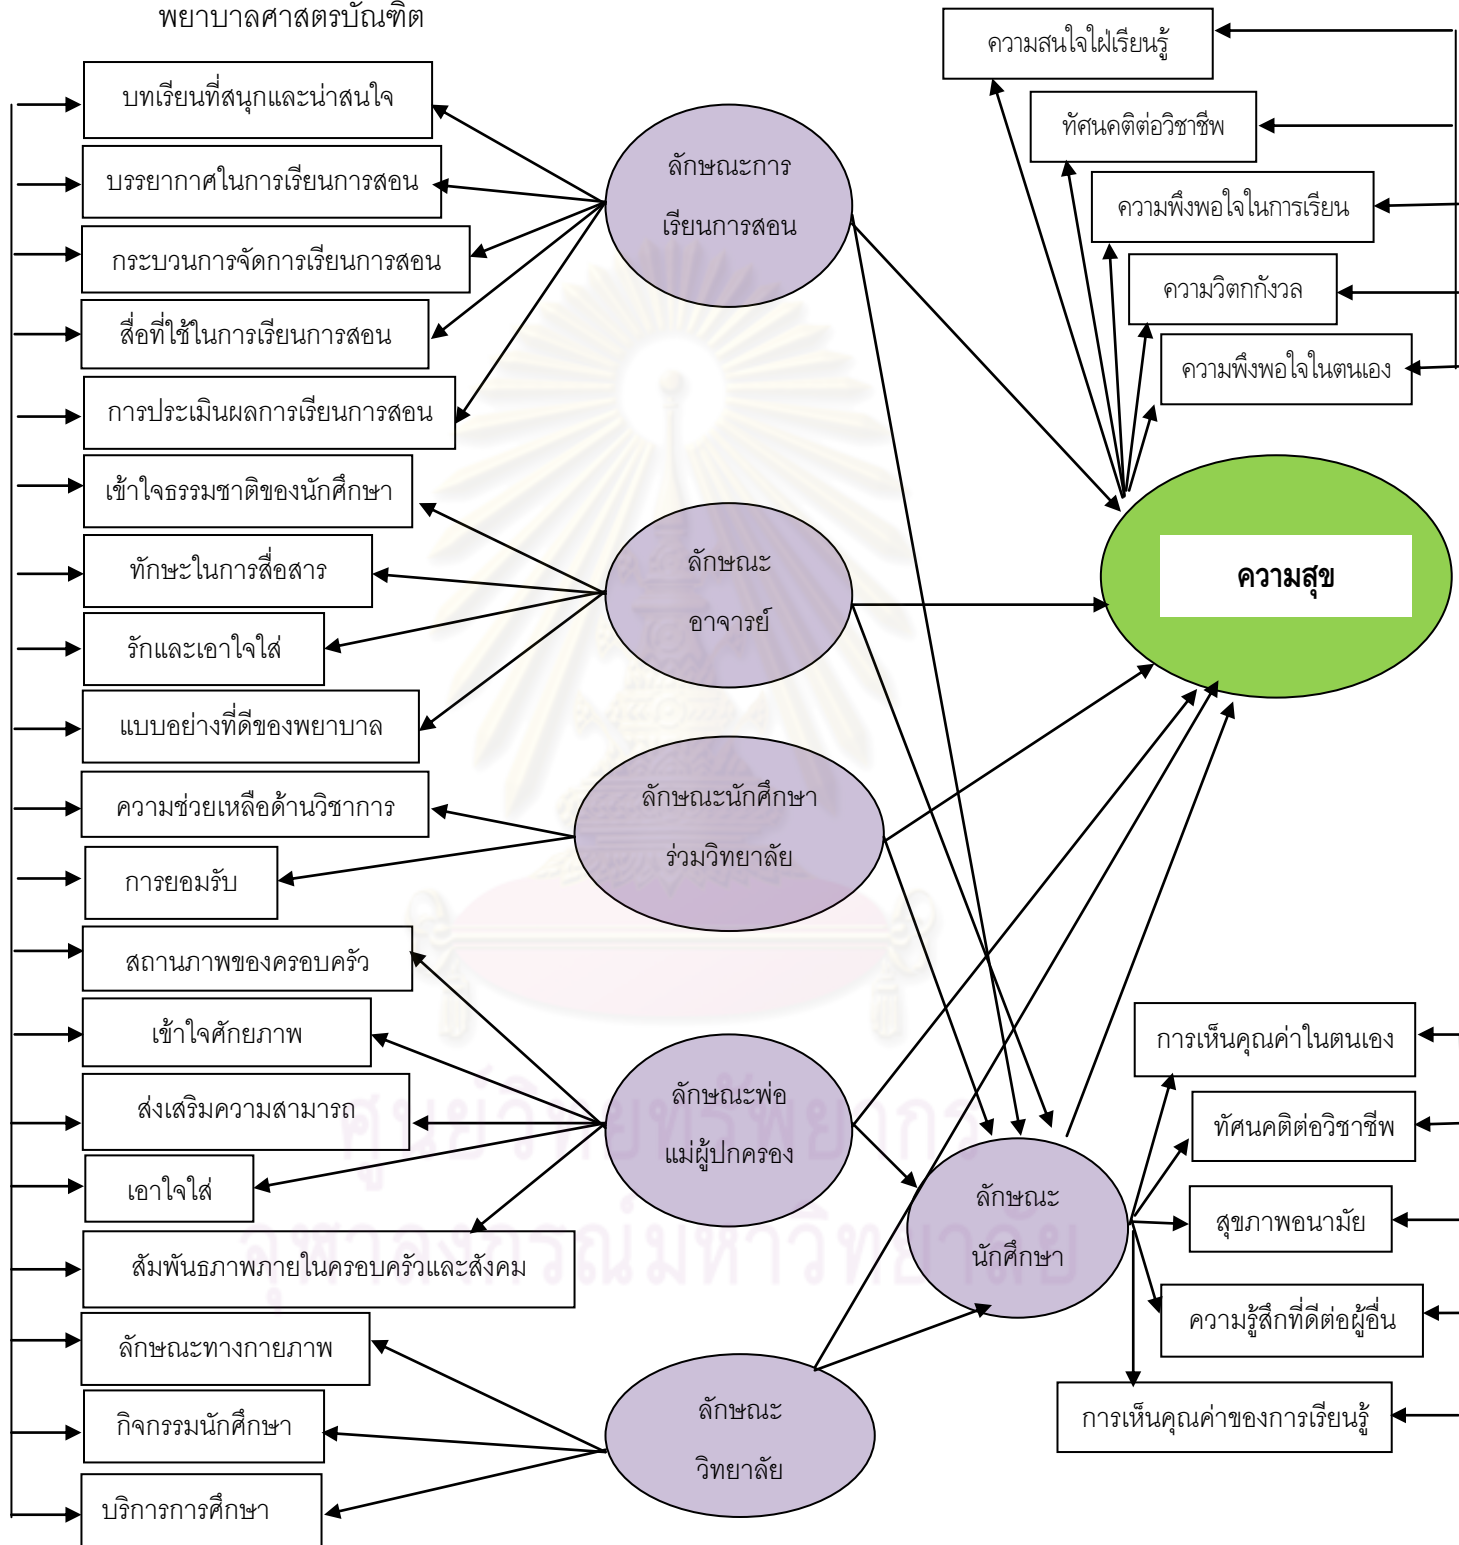 พยาบาลศาสตรบัณฑิต
บทเรียนที่สนุกและน่าสนใจ
บรรยากาศในการเรียนการสอน
กระบวนการจัดการเรียนการสอน
สื่อที่ใช้ในการเรียนการสอน
การประเมินผลการเรียนการสอน
เข้าใจธรรมชาติของนักศึกษา
ทักษะในการสื่อสาร
รักและเอาใจใส่
แบบอย่างที่ดีของพยาบาล
ความช่วยเหลือด้านวิชาการ
การยอมรับ
สถานภาพของครอบครัว
เข้าใจศักยภาพ
ส่งเสริมความสามารถ
เอาใจใส่
สัมพันธภาพภายในครอบครัวและสังคม
ลักษณะทางกายภาพ
กิจกรรมนักศึกษา
บริการการศึกษา
ลักษณะการ
เรียนการสอน
ลักษณะ
อาจารย์
ลักษณะนักศึกษา
ร่วมวิทยาลัย
ลักษณะพ่อ
แม่ผู้ปกครอง
ลักษณะ
วิทยาลัย
ลักษณะ
นักศึกษา
ความสนใจใฝ่เรียนรู้
ทัศนคติต่อวิชาชีพ
ความพึงพอใจในการเรียน
ความวิตกกังวล
ความพึงพอใจในตนเอง
ความสุข
การเห็นคุณค่าในตนเอง
ทัศนคติต่อวิชาชีพ
สุขภาพอนามัย
ความรู้สึกที่ดีต่อผู้อื่น
การเห็นคุณค่าของการเรียนรู้
ศูนย์วิทยทรัพยากร
จุฬาลงกรณ์มหาวิทยาลัย